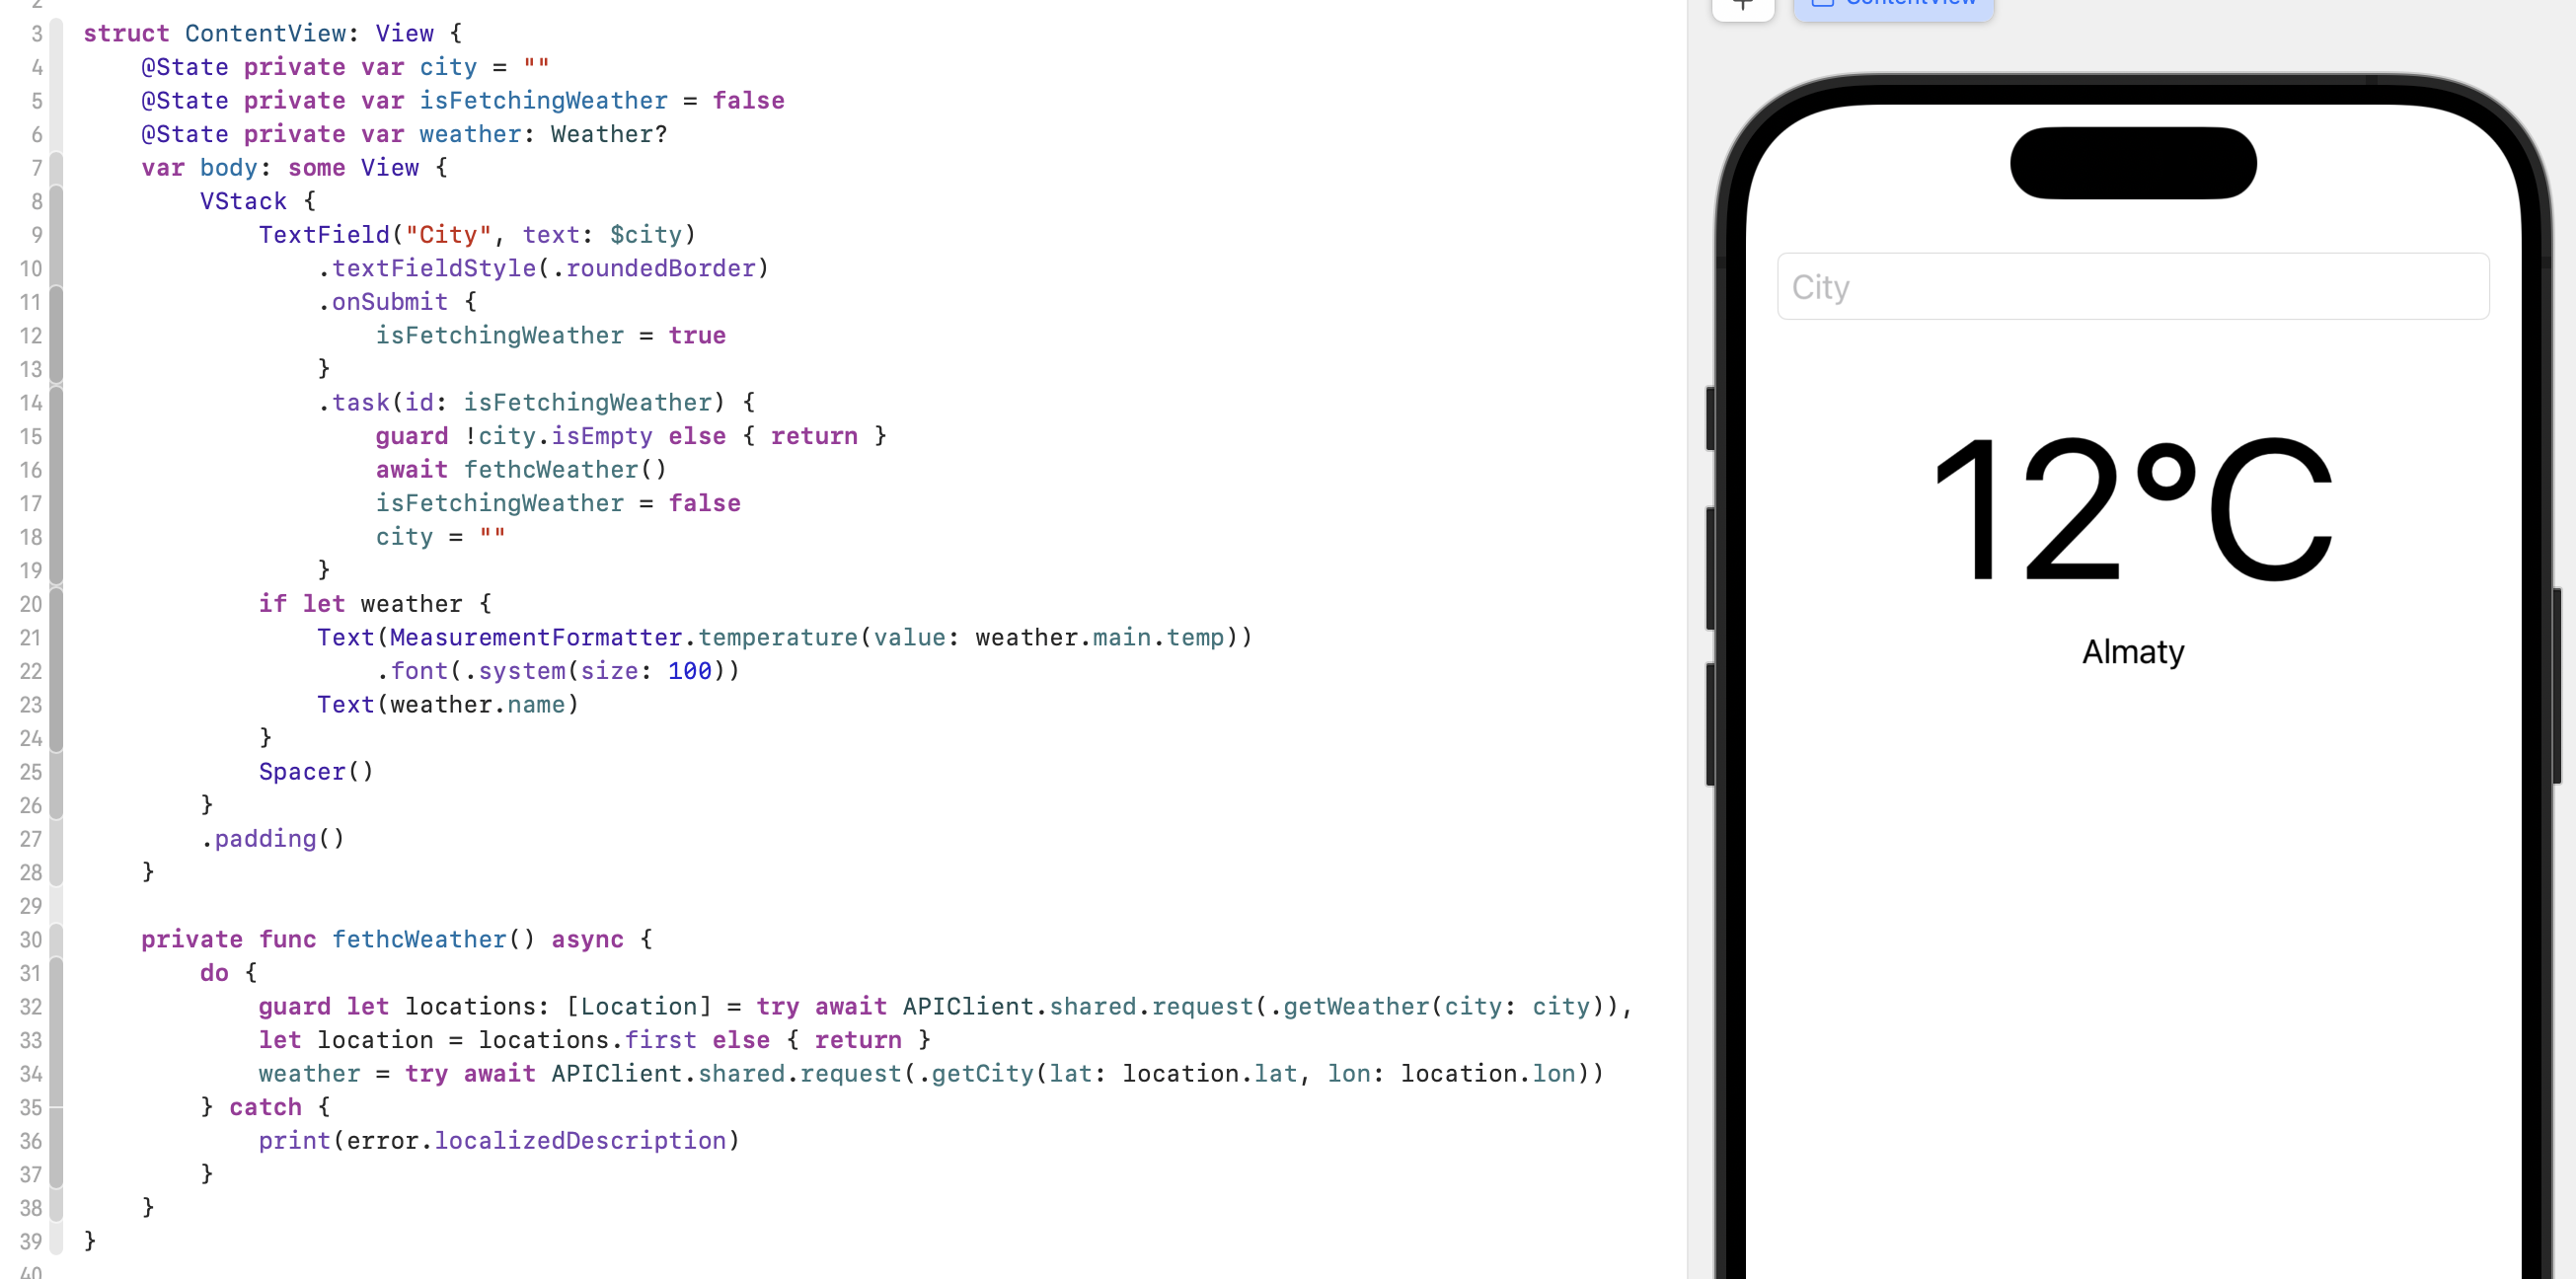 3 struct ContentView: View {
4 @State private var city = ""
5 @State private var isFetchingWeather = false
6 @State private var weather: Weather?
7 var body: some View {
8 VStack {
9 TextField("City", text: $city)
10 .textFieldStyle(.roundedBorder)
11 .onSubmit {
12 isFetchingWeather = true
13 }
14 .task(id: isFetchingWeather) {
15 guard !city.isEmpty else { return }
16 await fethcWeather()
17 isFetchingWeather = false
18 city = ""
19 }
20 if let weather {
21 Text(MeasurementFormatter.temperature(value: weather.main.temp))
22 .font(.system(size: 100))
23 Text(weather.name)
24 }
25 Spacer()
26 }
27 .padding()
28 }
29
30 private func fethcWeather() async {
31 do {
32 guard let locations: [Location] = try await APIClient.shared.request(.getWeather(city: city)),
33 let location = locations.first else { return }
34 weather = try await APIClient.shared.request(.getCity(lat: location.lat, lon: location.lon))
35 } catch {
36 print(error.localizedDescription)
37 }
38 }
39 }
40
ContentView
City
12°C
Almaty